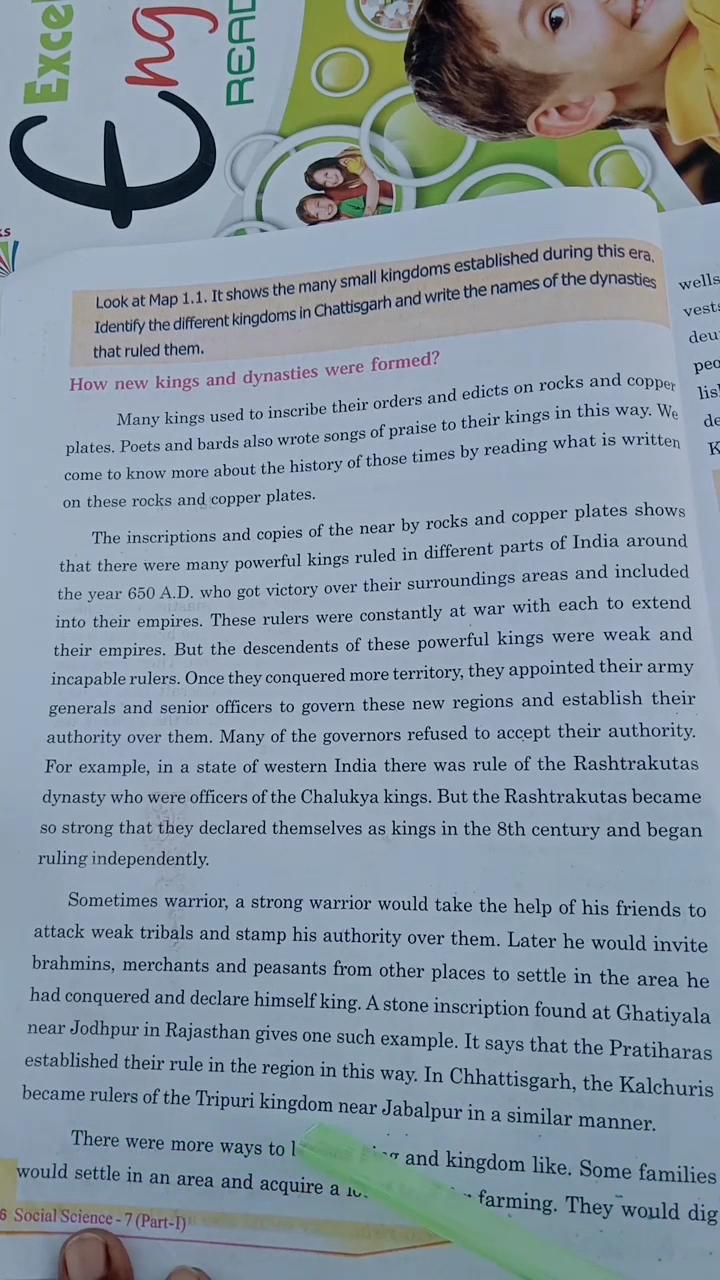 Excel
Eng
READ
KS
Look at Map 1.1. It shows the many small kingdoms established during this era.
Identify the different kingdoms in Chattisgarh and write the names of the dynasties
that ruled them.
How new kings and dynasties were formed?
Many kings used to inscribe their orders and edicts on rocks and copper
plates. Poets and bards also wrote songs of praise to their kings in this way. We
come to know more about the history of those times by reading what is written
on these rocks and copper plates.
The inscriptions and copies of the near by rocks and copper plates shows
that there were many powerful kings ruled in different parts of India around
the year 650 A.D. who got victory over their surroundings areas and included
into their empires. These rulers were constantly at war with each to extend
their empires. But the descendents of these powerful kings were weak and
incapable rulers. Once they conquered more territory, they appointed their army
generals and senior officers to govern these new regions and establish their
authority over them. Many of the governors refused to accept their authority.
For example, in a state of western India there was rule of the Rashtrakutas
dynasty who were officers of the Chalukya kings. But the Rashtrakutas became
so strong that they declared themselves as kings in the 8th century and began
ruling independently.
Sometimes warrior, a strong warrior would take the help of his friends to
attack weak tribals and stamp his authority over them. Later he would invite
brahmins, merchants and peasants from other places to settle in the area he
had conquered and declare himself king. A stone inscription found at Ghatiyala
near Jodhpur in Rajasthan gives one such example. It says that the Pratiharas
established their rule in the region in this way. In Chhattisgarh, the Kalchuris
became rulers of the Tripuri kingdom near Jabalpur in a similar manner.
There were more ways to and kingdom like. Some families
would settle in an area and acquire a farming. They would dig
6 Social Science - 7 (Part-I)
wells